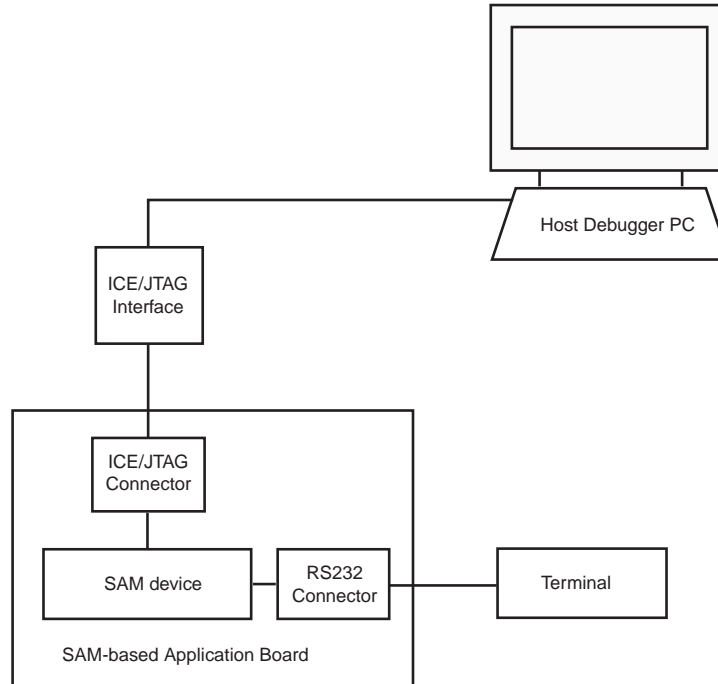 Host Debugger PC
ICE/JTAG
Interface
ICE/JTAG
Connector
SAM device
RS232
Connector
Terminal
SAM-based Application Board